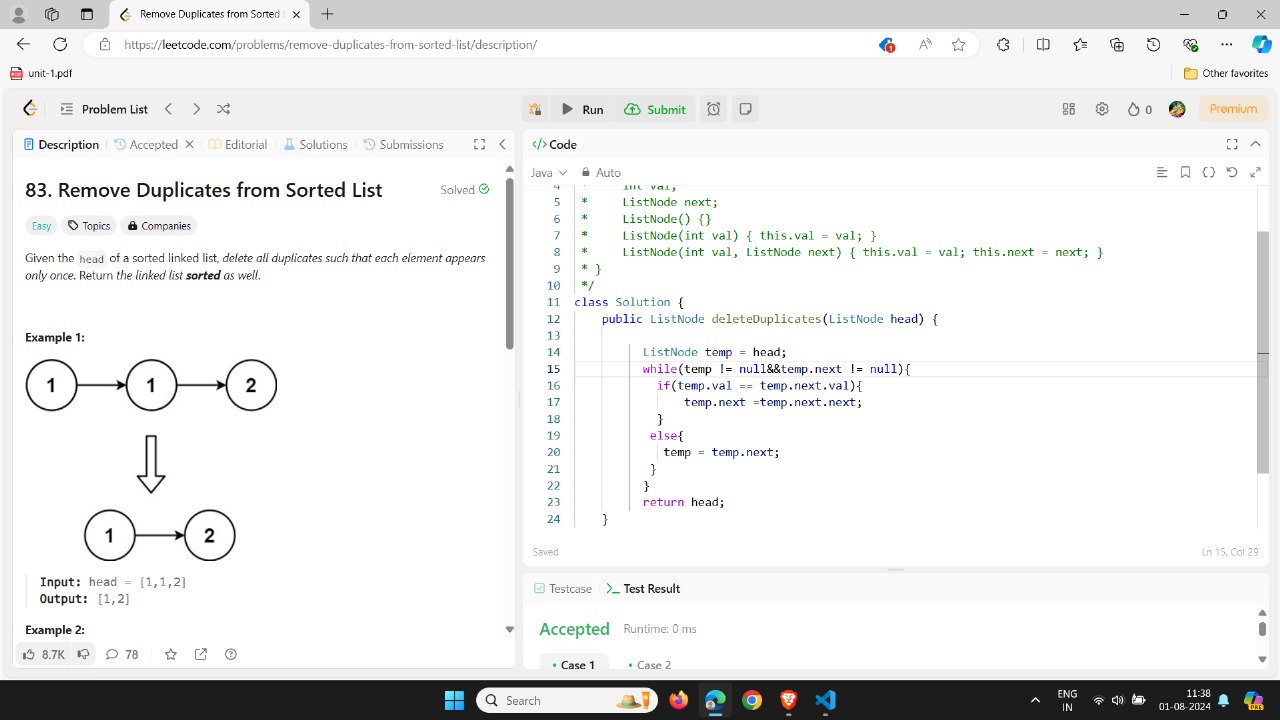 Remove Duplicates from Sorted
https://leetcode.com/problems/remove-duplicates-from-sorted-list/description/
1
unit-1.pdf
Other favorites
Problem List
Run
Submit
0
Premium
Description
Accepted
Editorial
Solutions
Submissions
83. Remove Duplicates from Sorted List
Solved
Easy
Topics
Companies
Given the head of a sorted linked list, delete all duplicates such that each element appears
only once. Return the linked list sorted as well.
Example 1:
1 1 2
1 2
Input: head = [1,1,2]
Output: [1,2]
Example 2:
8.7K
78
</>Code
Java
Auto
4 * int val;
5 * ListNode next;
6 * ListNode() {}
7 * ListNode(int val) { this.val = val; }
8 * ListNode(int val, ListNode next) { this.val = val; this.next = next; }
9 * }
10 */
11 class Solution {
12 public ListNode deleteDuplicates(ListNode head) {
13
14 ListNode temp = head;
15 while(temp != null&&temp.next != null){
16 if(temp.val == temp.next.val){
17 temp.next =temp.next.next;
18 }
19 else{
20 temp = temp.next;
21 }
22 }
23 return head;
24 }
Saved
Ln 15, Col 29
Testcase
Test Result
Accepted
Runtime: 0 ms
• Case 1
• Case 2
Search
ENG
IN
11:38
01-08-2024
PRE